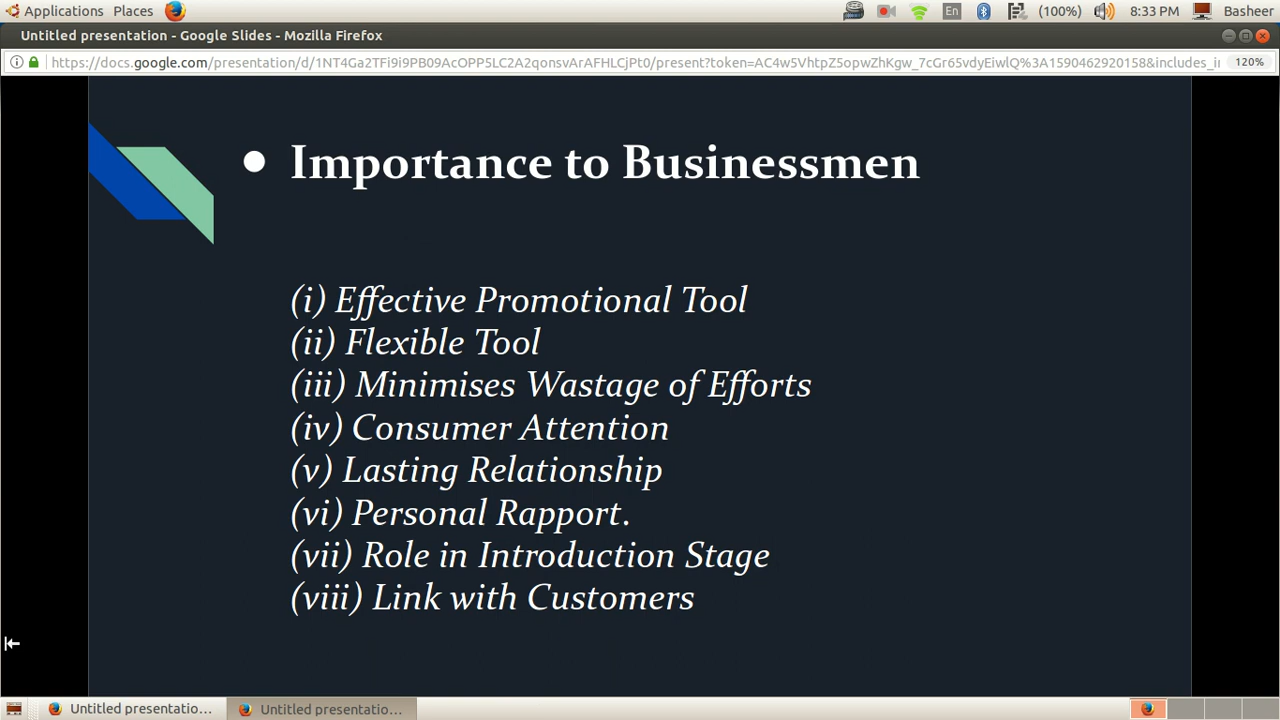 Applications Places En (100%) 8:33 PM Basheer
Untitled presentation - Google Slides - Mozilla Firefox
https://docs.google.com/presentation/d/1NT4Ga2TFi9i9PB09AcOPP5LC2A2qonsvArAFHLCjPt0/present?token=AC4w5VhtpZ5opwZhKgw_7cGr65vdyEiwlQ%3A1590462920158&includes_i 120%
● Importance to Businessmen
(i) Effective Promotional Tool
(ii) Flexible Tool
(iii) Minimises Wastage of Efforts
(iv) Consumer Attention
(v) Lasting Relationship
(vi) Personal Rapport.
(vii) Role in Introduction Stage
(viii) Link with Customers
Untitled presentatio... Untitled presentatio...